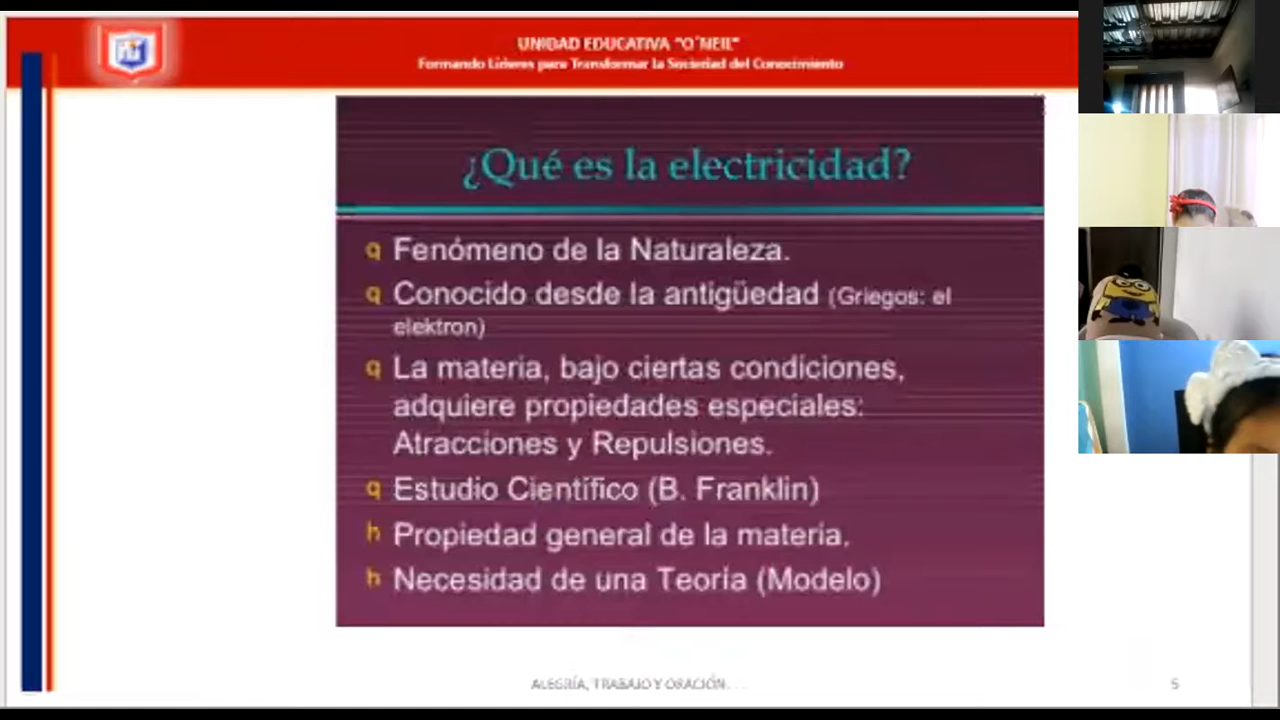 UNIDAD EDUCATIVA "O´NEIL"
Formando Líderes para Transformar la Sociedad del Conocimiento
¿Qué es la electricidad?
q Fenómeno de la Naturaleza.
q Conocido desde la antigüedad (Griegos: el
elektron)
q La materia, bajo ciertas condiciones,
adquiere propiedades especiales:
Atracciones y Repulsiones.
q Estudio Científico (B. Franklin)
h Propiedad general de la materia.
h Necesidad de una Teoría (Modelo)
ALEGRÍA, TRABAJO Y ORACIÓN. . .
5